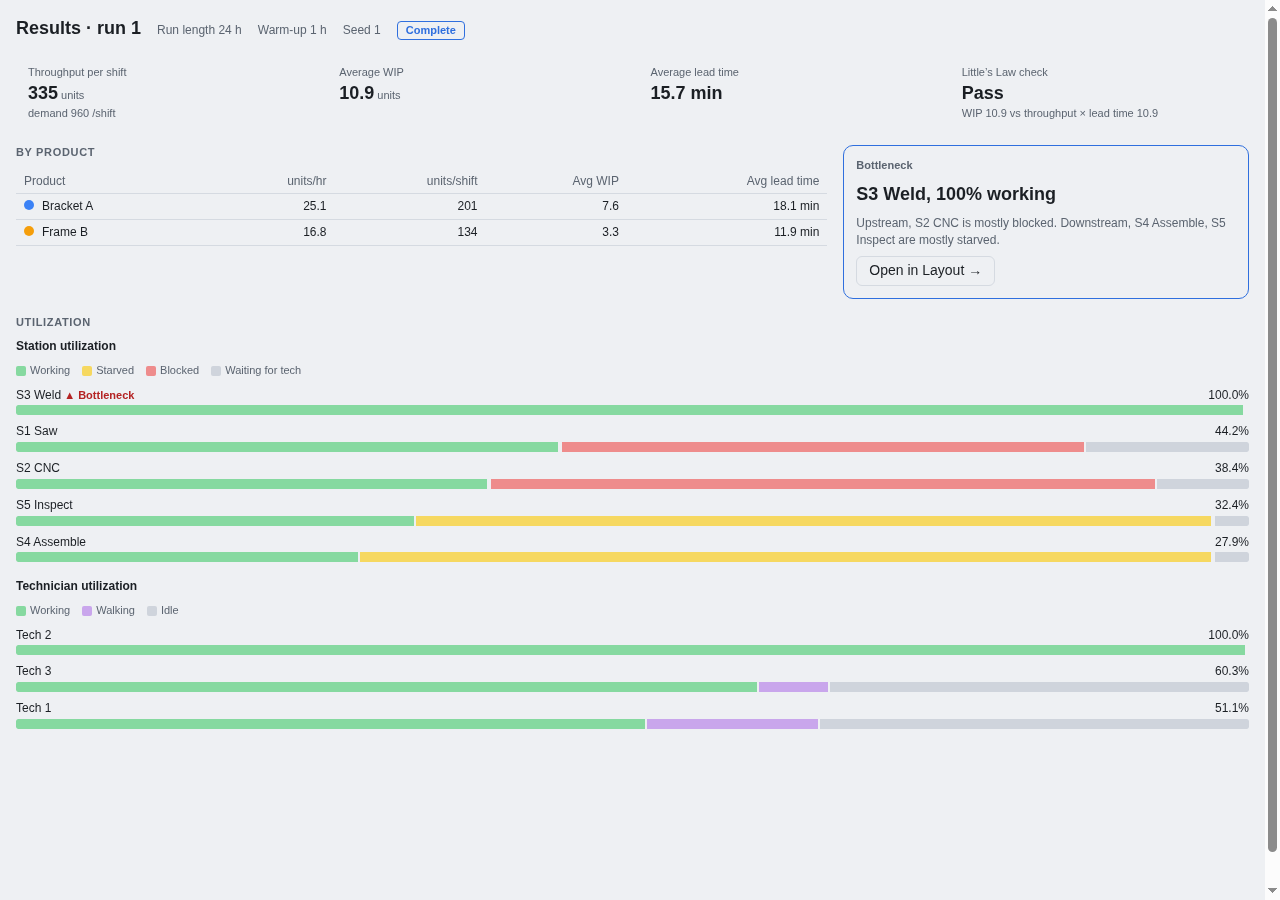 Results · run 1 Run length 24 h Warm-up 1 h Seed 1 Complete
Throughput per shift Average WIP Average lead time Little's Law check
335 units 10.9 units 15.7 min Pass
demand 960 /shift WIP 10.9 vs throughput × lead time 10.9
BY PRODUCT
Product units/hr units/shift Avg WIP Avg lead time
Bracket A 25.1 201 7.6 18.1 min
Frame B 16.8 134 3.3 11.9 min
Bottleneck
S3 Weld, 100% working
Upstream, S2 CNC is mostly blocked. Downstream, S4 Assemble, S5
Inspect are mostly starved.
Open in Layout →
UTILIZATION
Station utilization
Working Starved Blocked Waiting for tech
S3 Weld ▲ Bottleneck 100.0%
S1 Saw 44.2%
S2 CNC 38.4%
S5 Inspect 32.4%
S4 Assemble 27.9%
Technician utilization
Working Walking Idle
Tech 2 100.0%
Tech 3 60.3%
Tech 1 51.1%